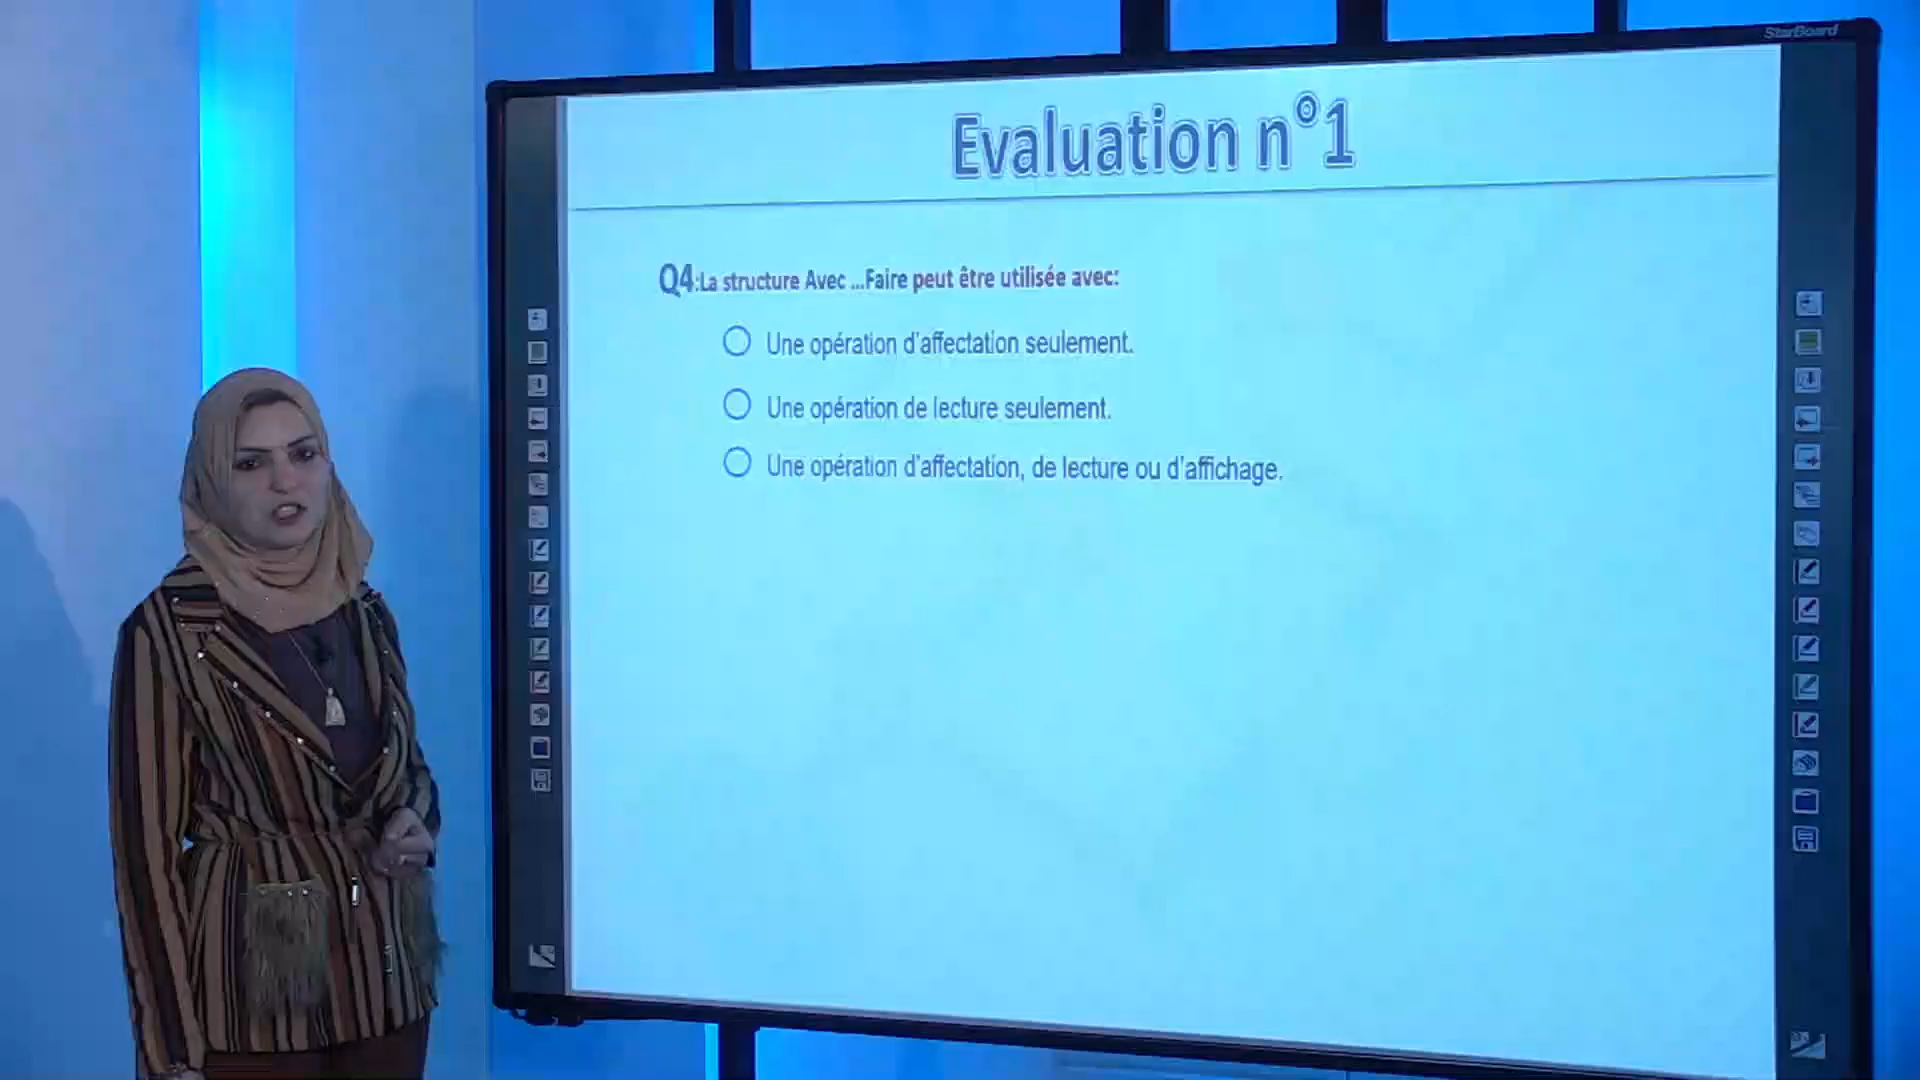 StarBoard
Evaluation n°1
Q4:La structure Avec ...Faire peut être utilisée avec:
Une opération d'affectation seulement.
Une opération de lecture seulement.
Une opération d'affectation, de lecture ou d'affichage.